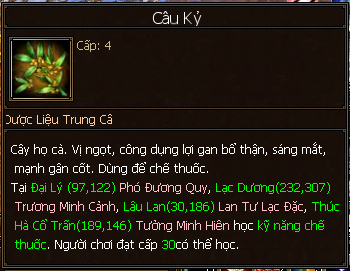 Câu Kỷ
Cấp: 4
Dược Liệu Trung Cấ
Cây họ cà. Vị ngọt, công dụng lợi gan bổ thận, sáng mắt,
mạnh gân cốt. Dùng để chế thuốc.
Tại Đại Lý (97,122) Phó Đương Quy, Lạc Dương(232,307)
Trương Minh Cảnh, Lâu Lan(30,186) Lan Tư Lạc Đặc, Thúc
Hà Cổ Trấn(189,146) Tường Minh Hiên học kỹ năng chế
thuốc. Người chơi đạt cấp 30có thể học.